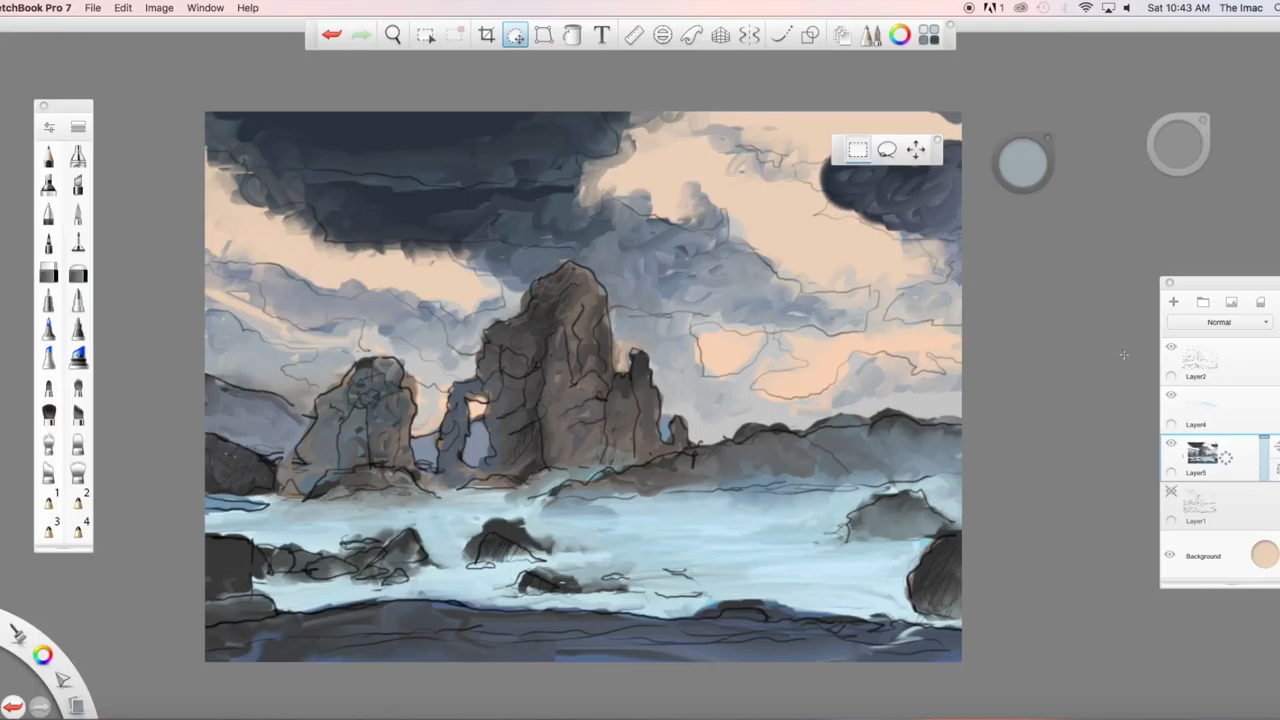 etchBook Pro 7 File Edit Image Window Help 1 Sat 10:43 AM The Imac
T
Normal
Layer2
Layer4
Layer5
Layer1
Background
1 2
3 4